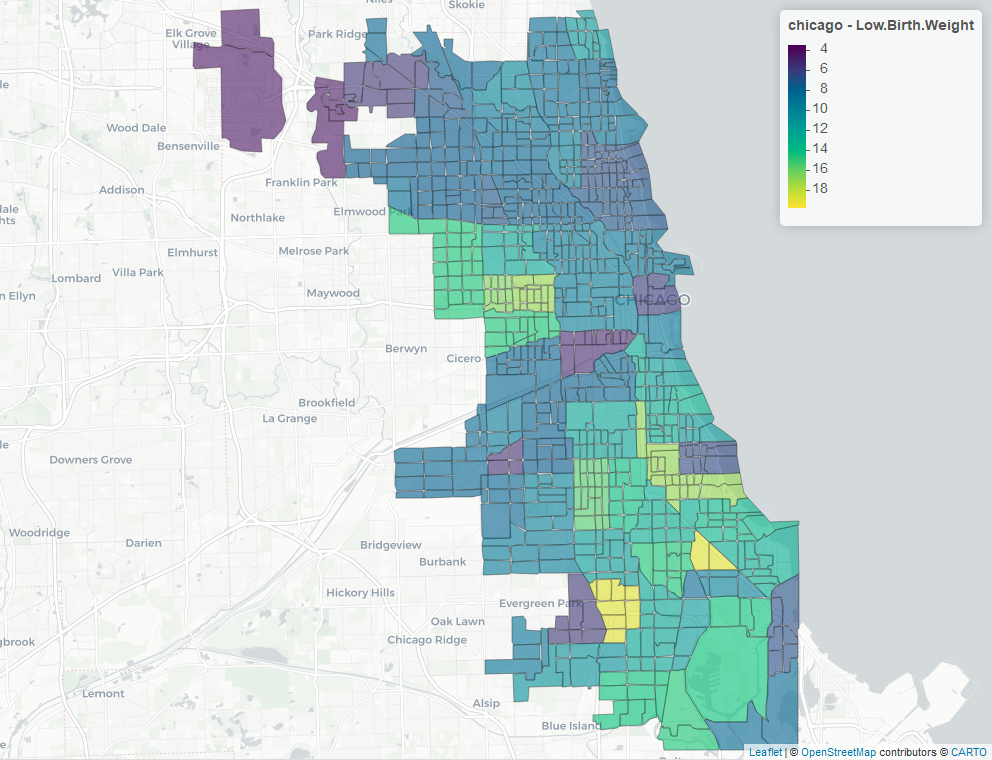 chicago - Low.Birth.Weight
4
6
8
10
12
14
16
18
Skokie
Elk Grove
Village
Park Ridge
Wood Dale
Bensenville
Franklin Park
Addison
Elmwood Park
Northlake
Elmhurst
Melrose Park
Villa Park
Lombard
n Ellyn
Maywood
CHICAGO
Berwyn
Cicero
Brookfield
La Grange
Downers Grove
Woodridge
Darien
Bridgeview
Burbank
Hickory Hills
Evergreen Park
Oak Lawn
Chicago Ridge
gbrook
Lemont
Alsip
Blue Island
Leaflet | © OpenStreetMap contributors © CARTO